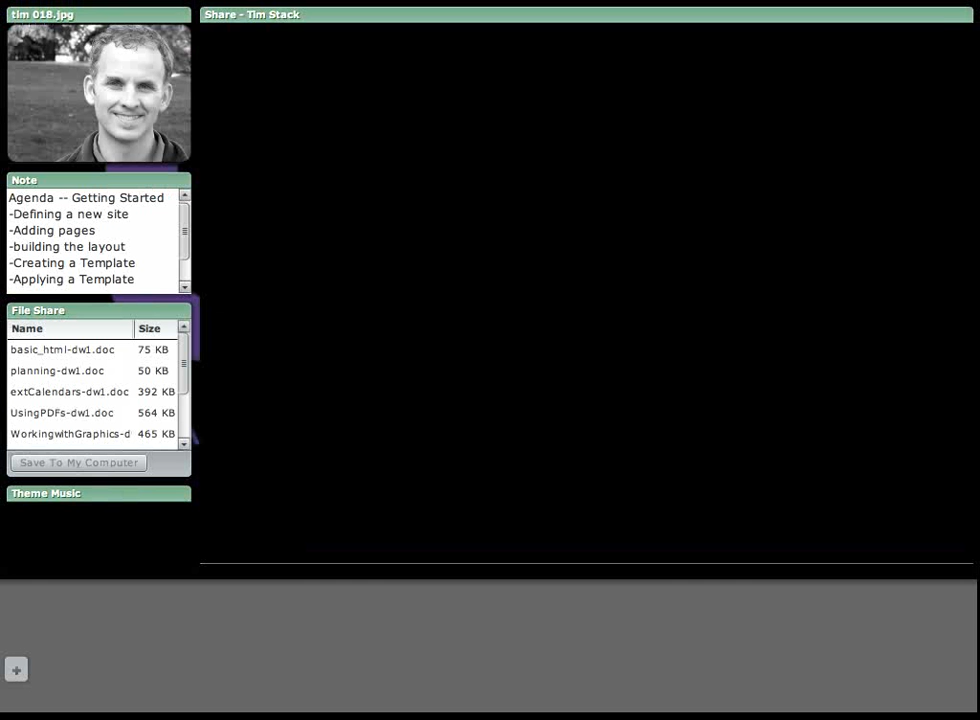 tim 018.jpg
Share - Tim Stack
Note
Agenda -- Getting Started
-Defining a new site
-Adding pages
-building the layout
-Creating a Template
-Applying a Template
File Share
Name Size
basic_html-dw1.doc 75 KB
planning-dw1.doc 50 KB
extCalendars-dw1.doc 392 KB
UsingPDFs-dw1.doc 564 KB
WorkingwithGraphics-d 465 KB
Save To My Computer
Theme Music